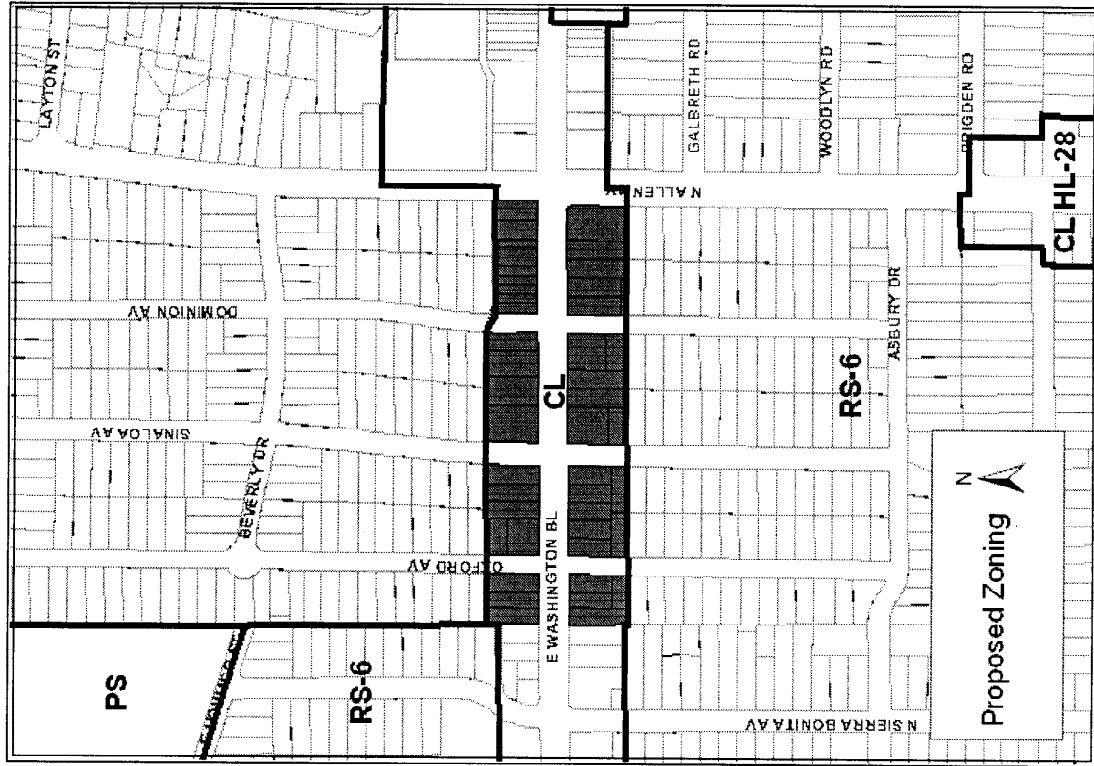 LAYTON ST
DOMINION AV
SINALOA AV
BEVERLY DR
OXFORD AV
PS
RS-6
E WASHINGTON BL
CL
N ALLEN AV
GALBRETH RD
WOODLYN RD
BRIGDEN RD
CL HL-28
RS-6
ASBURY DR
N SIERRA BONITA AV
N
Proposed Zoning